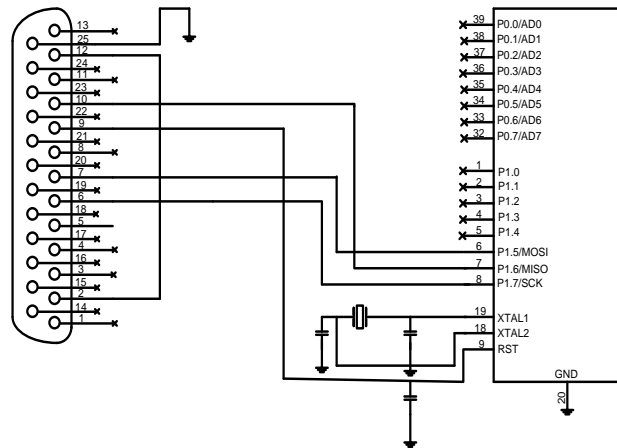 13
25
12
24
11
23
10
22
9
21
8
20
7
19
6
18
5
17
4
16
3
15
2
14
1
39 P0.0/AD0
38 P0.1/AD1
37 P0.2/AD2
36 P0.3/AD3
35 P0.4/AD4
34 P0.5/AD5
33 P0.6/AD6
32 P0.7/AD7
1 P1.0
2 P1.1
3 P1.2
4 P1.3
5 P1.4
6 P1.5/MOSI
7 P1.6/MISO
8 P1.7/SCK
19 XTAL1
18 XTAL2
9 RST
GND
20